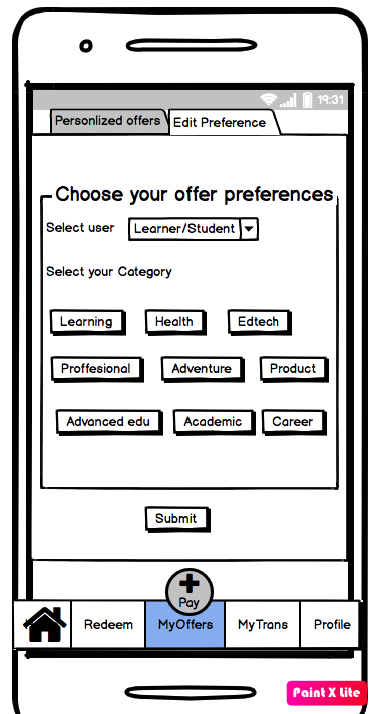 19:31
Personlized offers Edit Preference
Choose your offer preferences
Select user Learner/Student
Select your Category
Learning Health Edtech
Proffesional Adventure Product
Advanced edu Academic Career
Submit
Pay
Redeem MyOffers MyTrans Profile
Paint X Lite